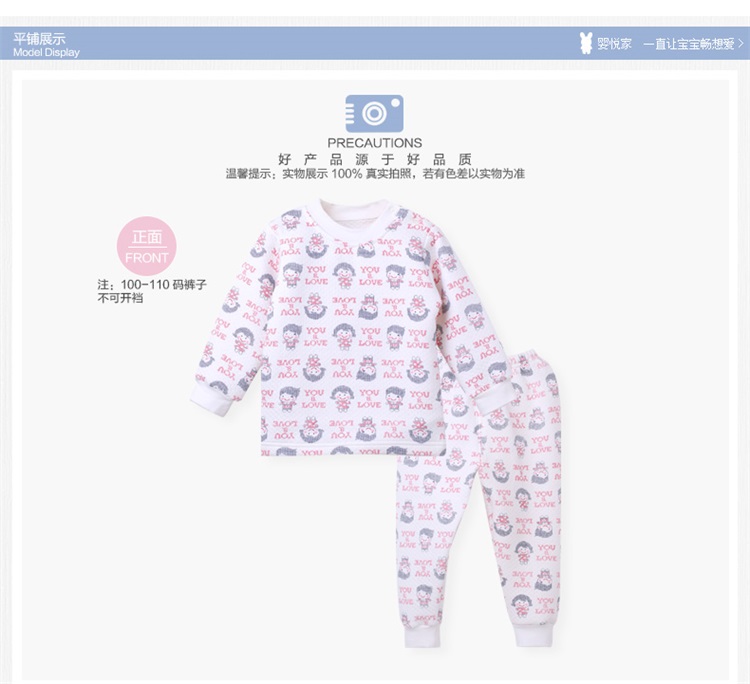 平铺展示
Model Display
婴悦家 一直让宝宝畅想爱
PRECAUTIONS
好产品源于好品质
温馨提示：实物展示 100% 真实拍照，若有色差以实物为准
正面
FRONT
注：100-110 码裤子
不可开裆
YOU & LOVE